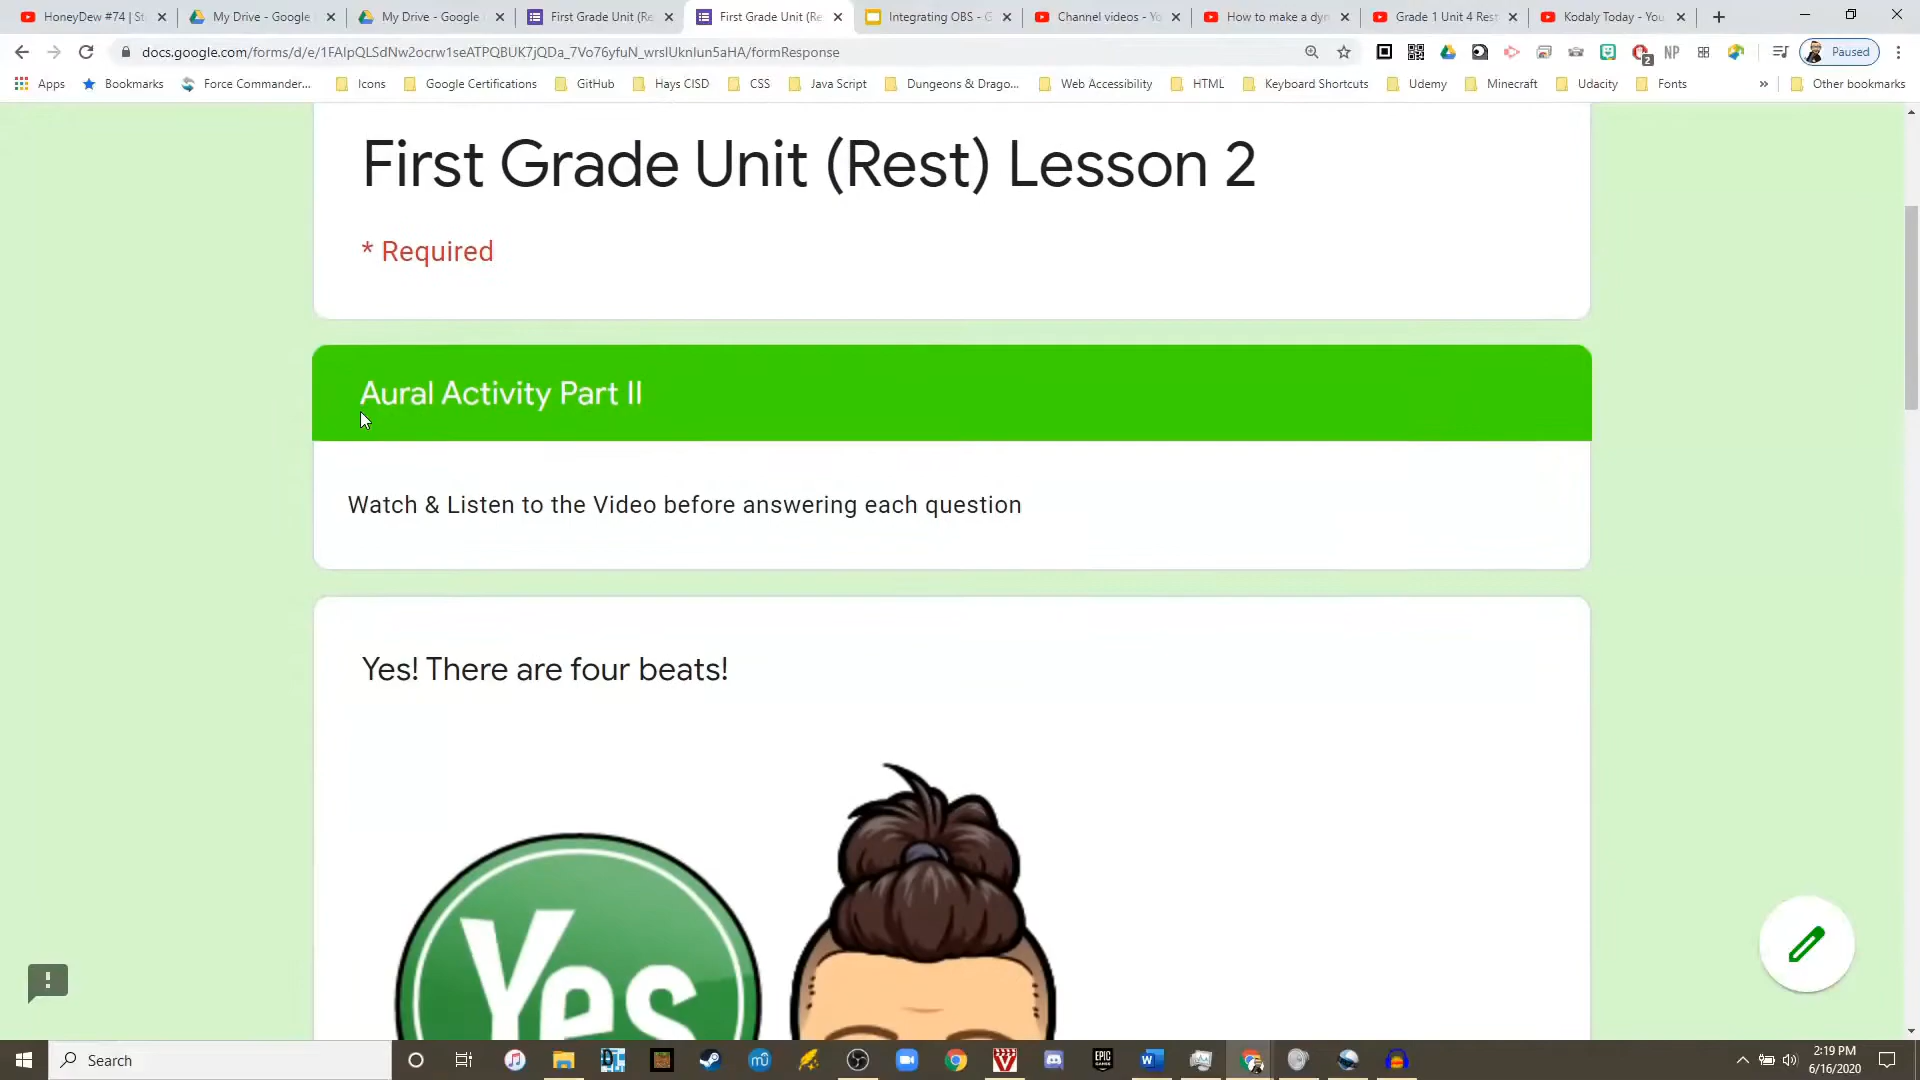 HoneyDew #74 | St
My Drive - Google
My Drive - Google
First Grade Unit (Re
First Grade Unit (Re
Integrating OBS - G
Channel videos - Yo
How to make a dyn
Grade 1 Unit 4 Rest
Kodaly Today - You
docs.google.com/forms/d/e/1FAIpQLSdNw2ocrw1seATPQBUK7jQDa_7Vo76yfuN_wrslUknlun5aHA/formResponse
NP
2
Paused
Apps
Bookmarks
Force Commander...
Icons
Google Certifications
GitHub
Hays CISD
CSS
Java Script
Dungeons & Drago...
Web Accessibility
HTML
Keyboard Shortcuts
Udemy
Minecraft
Udacity
Fonts
»
Other bookmarks
First Grade Unit (Rest) Lesson 2
* Required
Aural Activity Part II
Watch & Listen to the Video before answering each question
Yes! There are four beats!
Yes
Search
EPIC GAMES
2:19 PM
6/16/2020